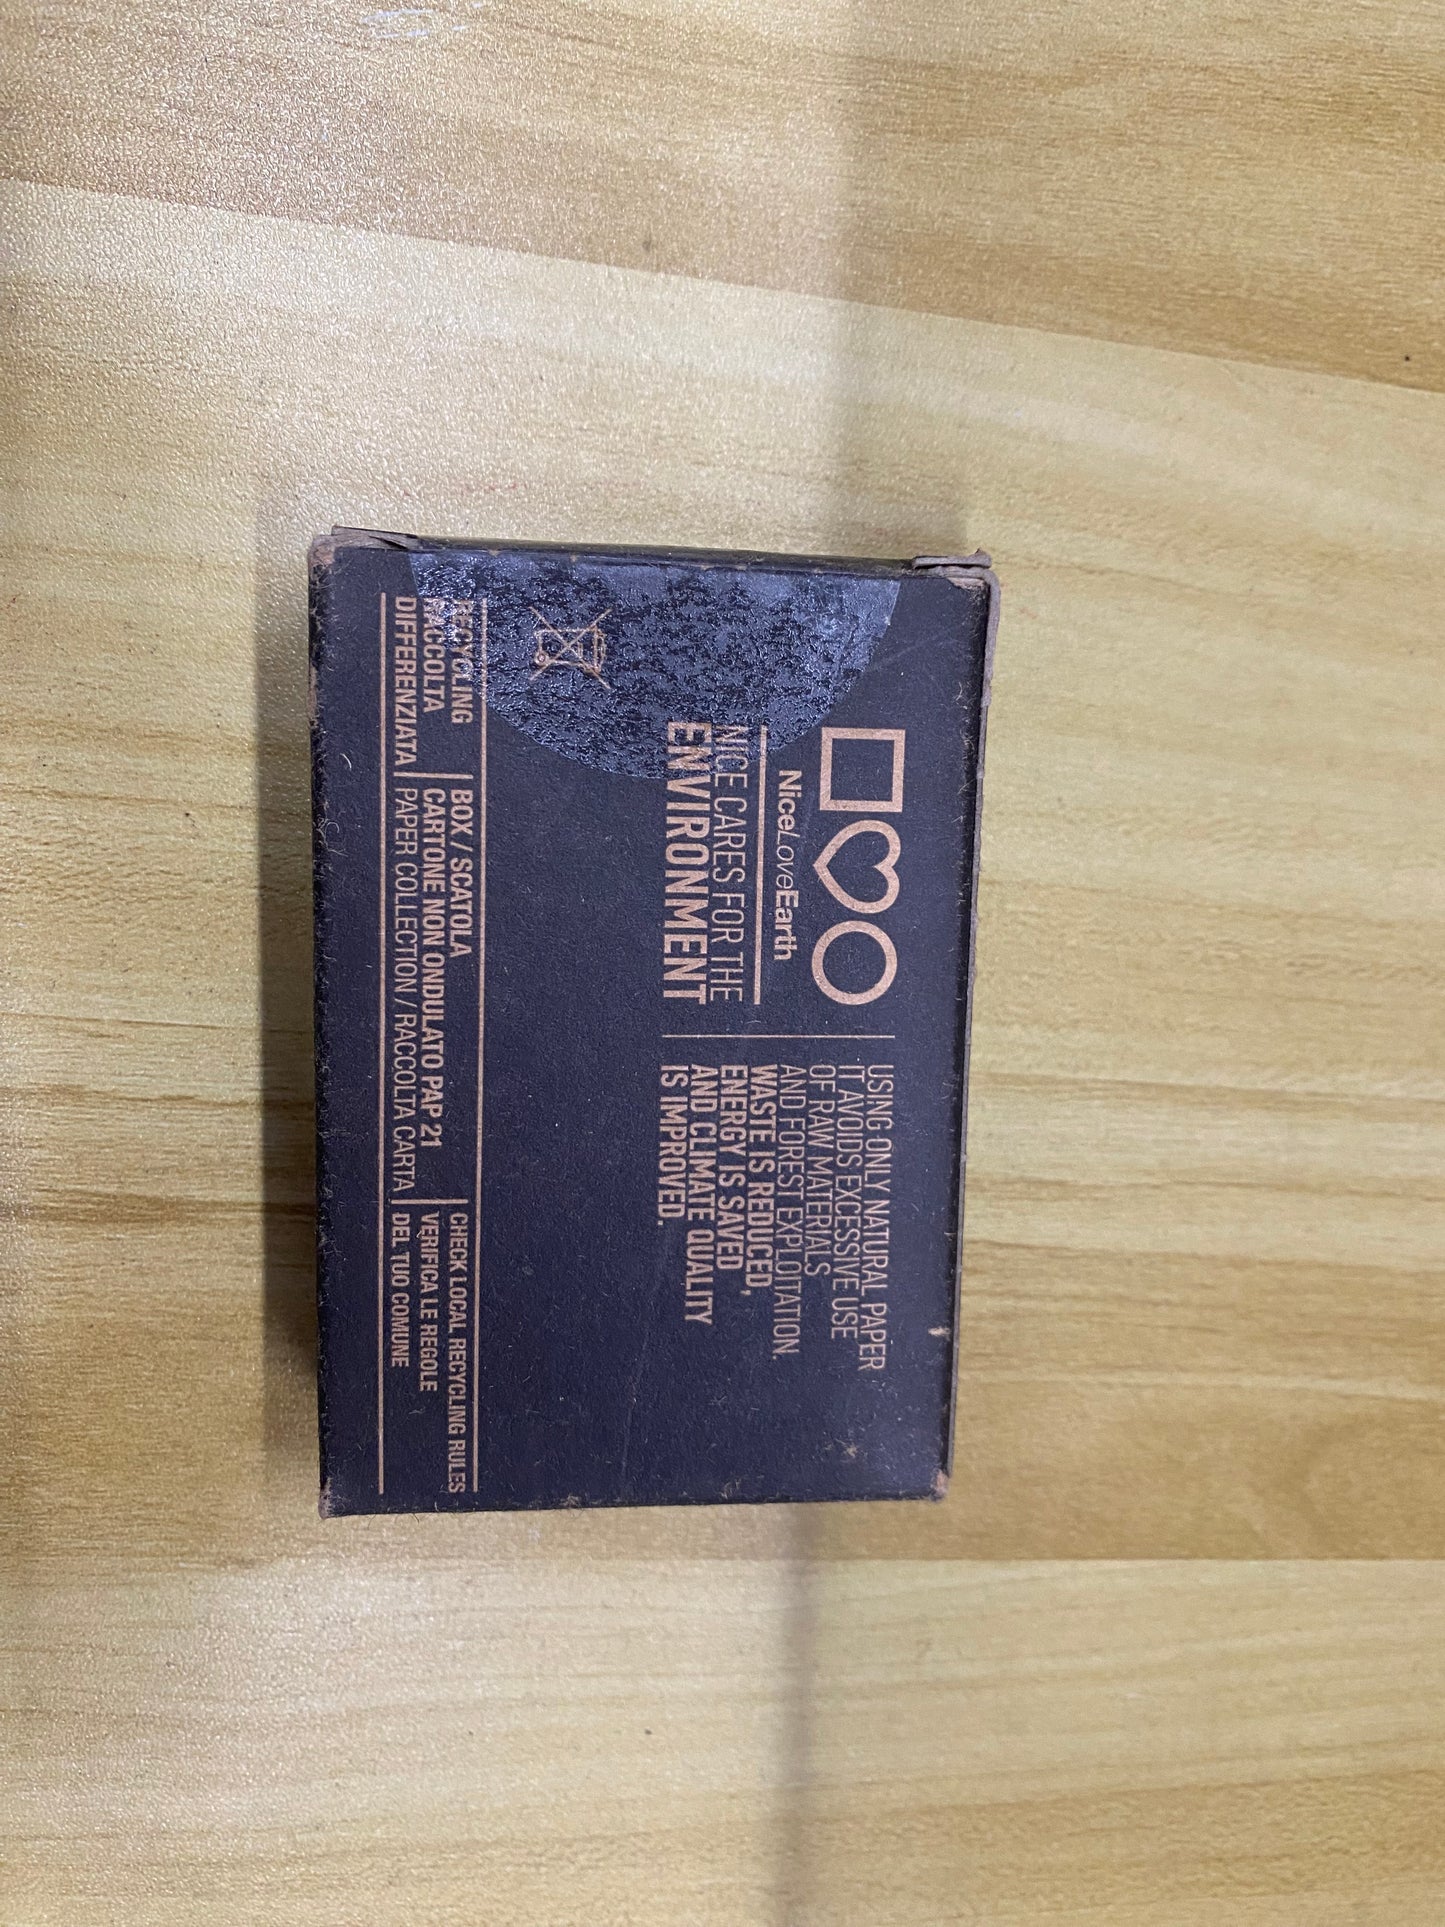 NiceLoveEarth
NICE CARES FOR THE
ENVIRONMENT
USING ONLY NATURAL PAPER
IT AVOIDS EXCESSIVE USE
OF RAW MATERIALS
AND FOREST EXPLOITATION.
WASTE IS REDUCED,
ENERGY IS SAVED
AND CLIMATE QUALITY
IS IMPROVED.
RECYCLING
RACCOLTA
DIFFERENZIATA
BOX / SCATOLA
CARTONE NON ONDULATO PAP 21
PAPER COLLECTION / RACCOLTA CARTA
CHECK LOCAL RECYCLING RULES
VERIFICA LE REGOLE
DEL TUO COMUNE